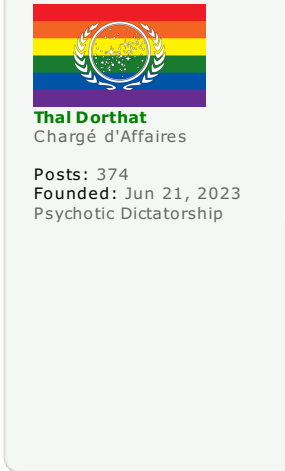 Thal Dorthat
Chargé d'Affaires
Posts: 374
Founded: Jun 21, 2023
Psychotic Dictatorship